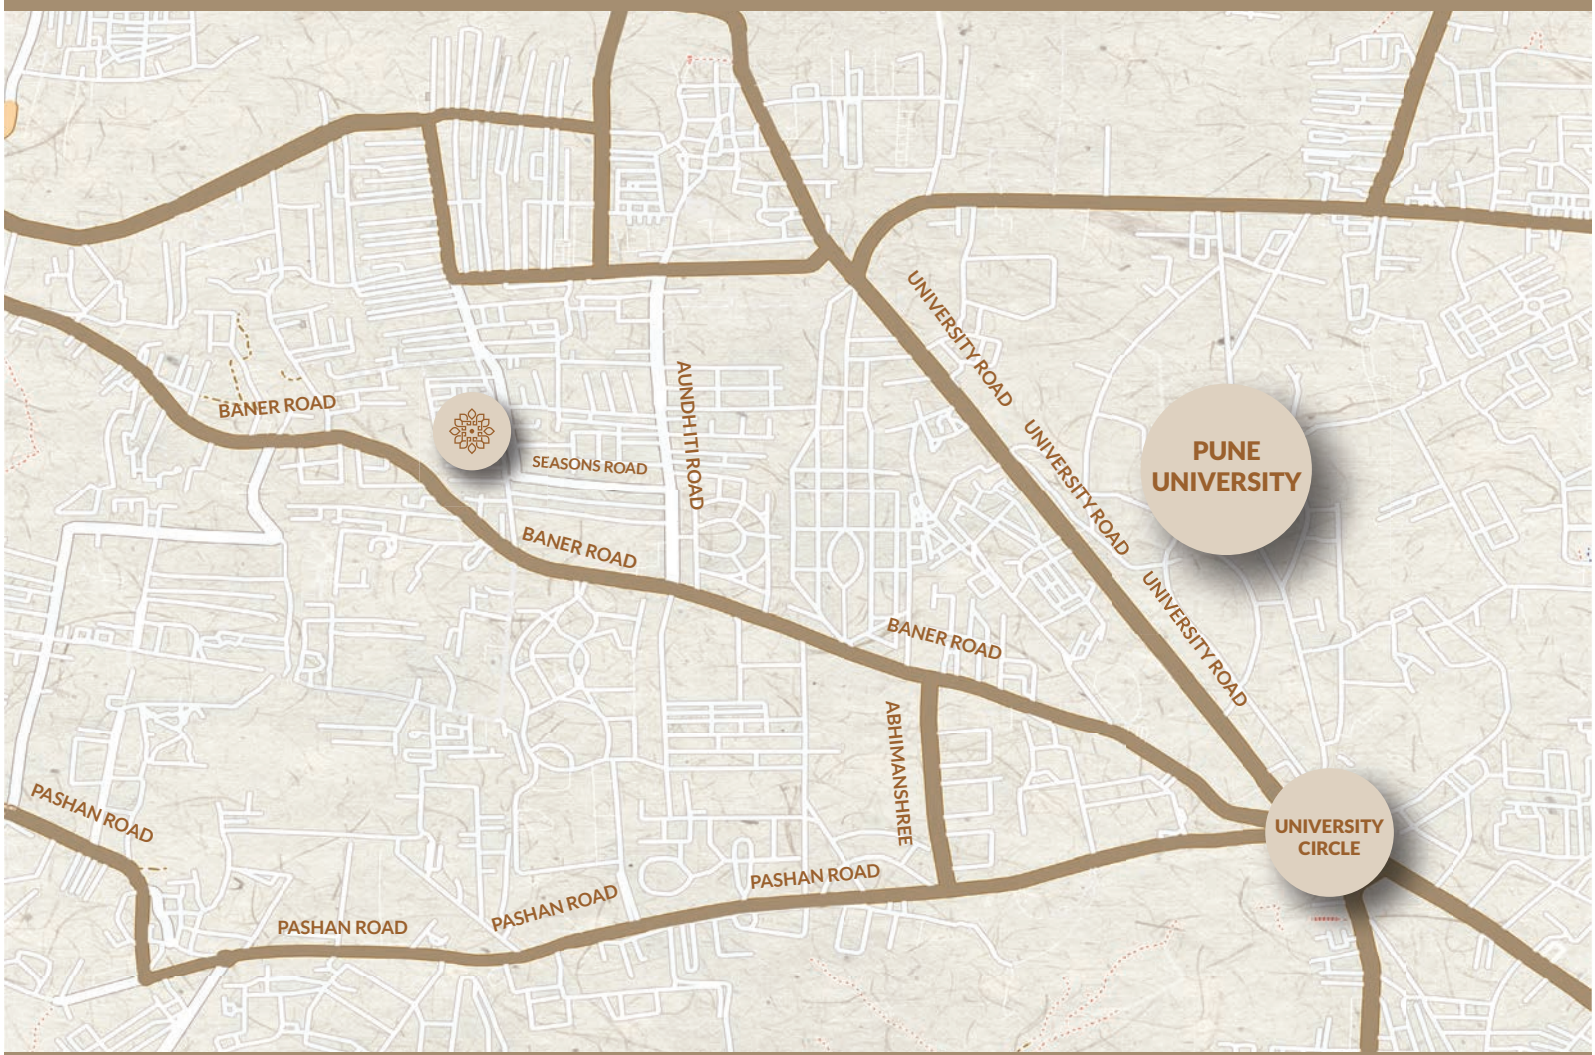 UNIVERSITY ROAD
BANER ROAD
AUNDH ITI ROAD
UNIVERSITY ROAD
PUNE
UNIVERSITY
SEASONS ROAD
BANER ROAD
UNIVERSITY ROAD
BANER ROAD
ABHIMANSHREE
PASHAN ROAD
UNIVERSITY
CIRCLE
PASHAN ROAD
PASHAN ROAD
PASHAN ROAD